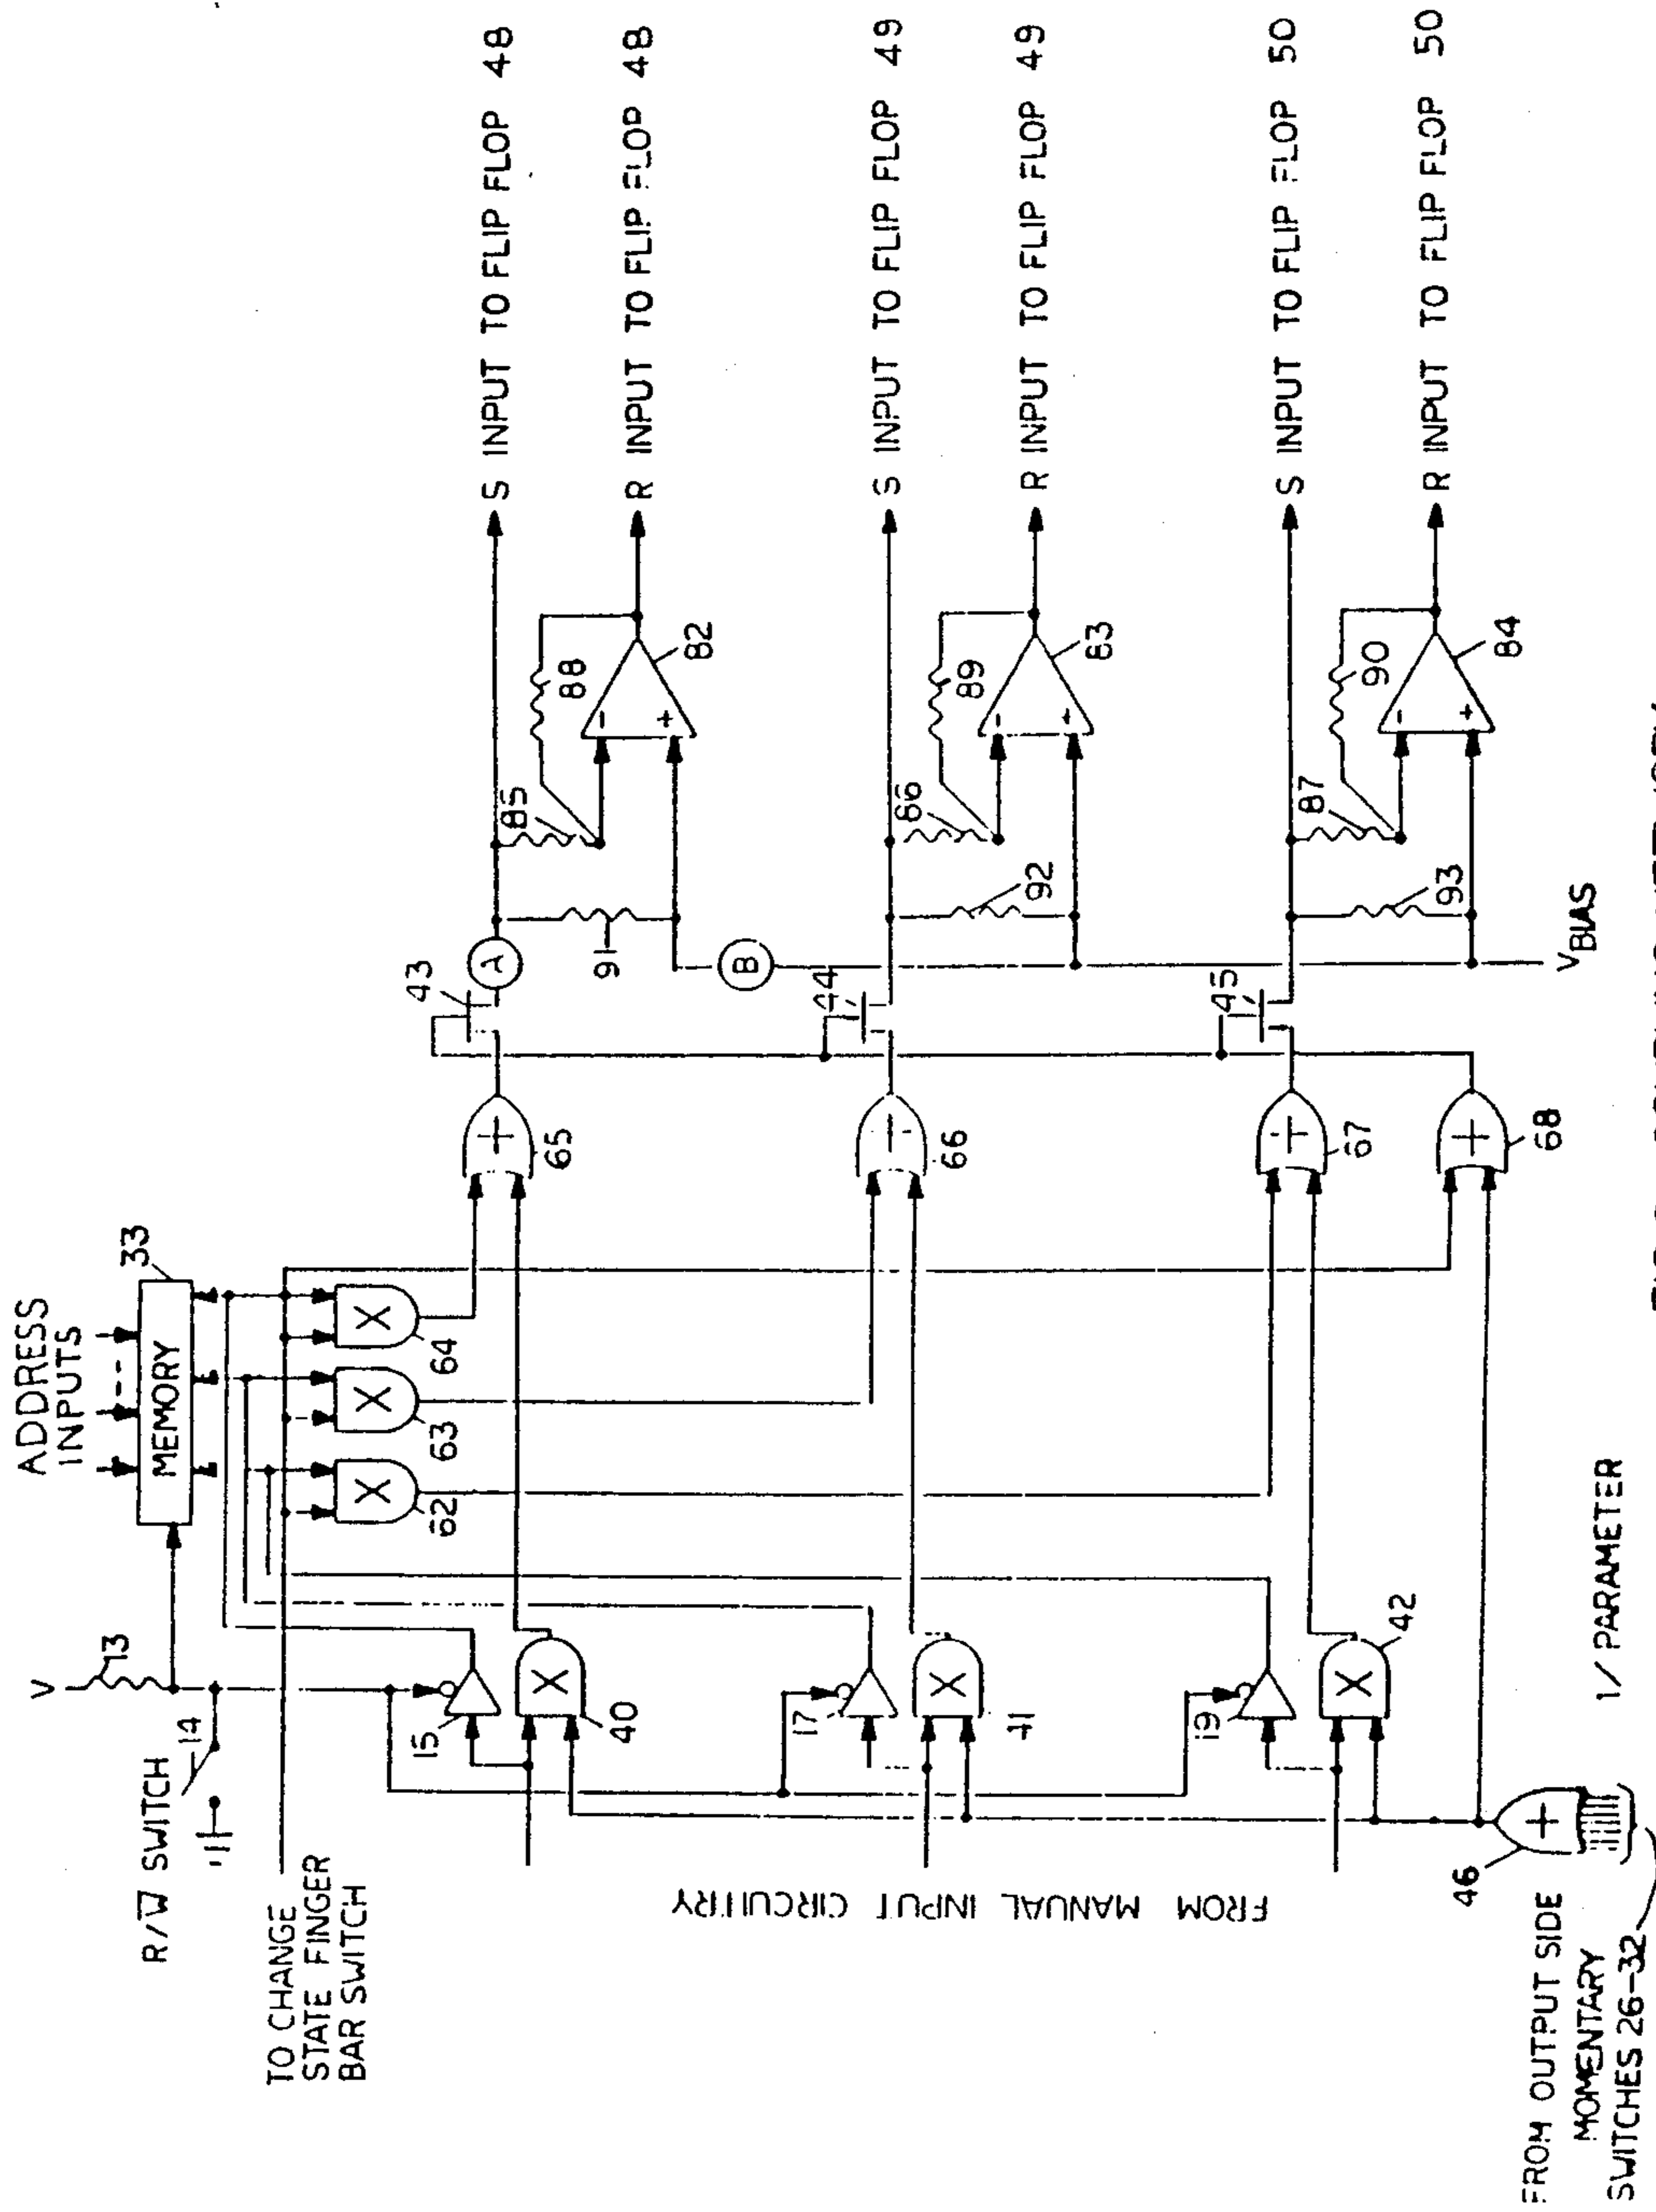 ADDRESS
INPUTS
R/W̅ SWITCH
V
13
14
MEMORY
33
TO CHANGE
STATE FINGER
BAR SWITCH
62
63
64
15
40
17
41
19
42
FROM MANUAL INPUT CIRCUITRY
46
FROM OUTPUT SIDE
MOMENTARY
SWITCHES 26-32
1/ PARAMETER
65
66
67
68
43
44
45
A
B
91
92
93
VBIAS
85
88
82
86
89
83
87
90
84
S INPUT TO FLIP FLOP 48
R INPUT TO FLIP FLOP 48
S INPUT TO FLIP FLOP 49
R INPUT TO FLIP FLOP 49
S INPUT TO FLIP FLOP 50
R INPUT TO FLIP FLOP 50